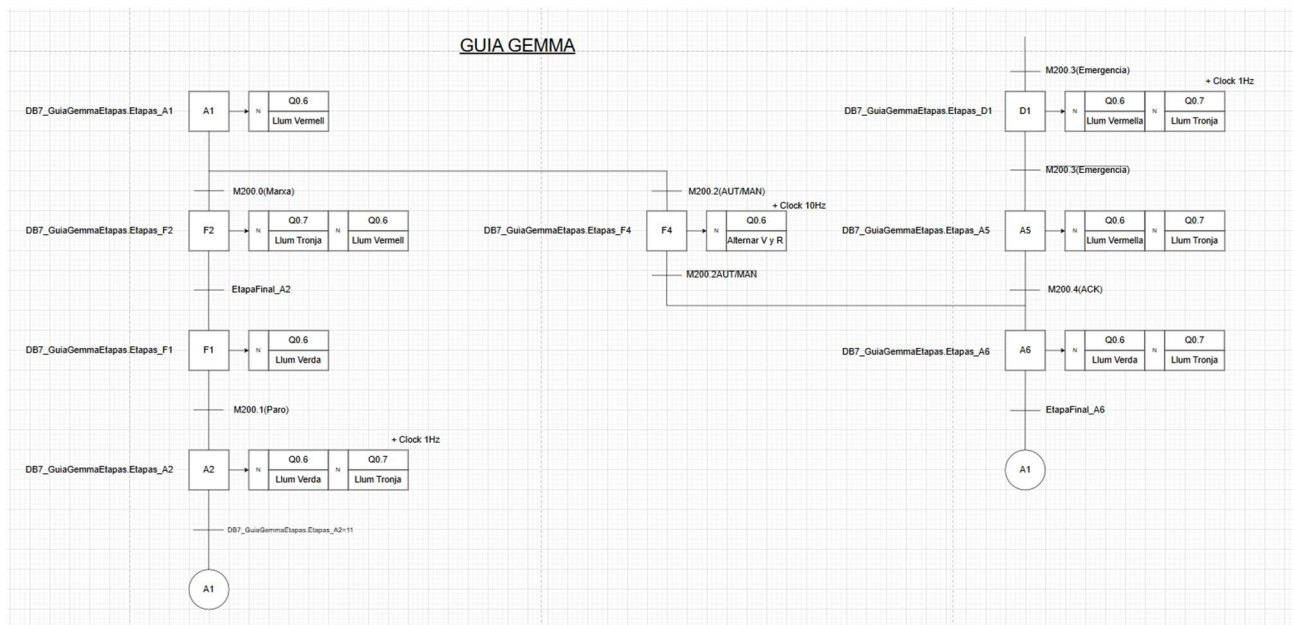 GUIA GEMMA
DB7_GuiaGemmaEtapas.Etapas_A1
A1
N
Q0.6
Llum Vermell
M200.0(Marxa)
DB7_GuiaGemmaEtapas.Etapas_F2
F2
N
Q0.7
Llum Tronja
N
Q0.6
Llum Vermell
EtapaFinal_A2
DB7_GuiaGemmaEtapas.Etapas_F1
F1
N
Q0.6
Llum Verda
M200.1(Paro)
+ Clock 1Hz
DB7_GuiaGemmaEtapas.Etapas_A2
A2
N
Q0.6
Llum Verda
N
Q0.7
Llum Tronja
DB7_GuiaGemmaEtapas.Etapas_A2=11
A1
M200.2(AUT/MAN)
+ Clock 10Hz
DB7_GuiaGemmaEtapas.Etapas_F4
F4
N
Q0.6
Alternar V y R
M200.2AUT/MAN
M200.3(Emergencia)
+ Clock 1Hz
DB7_GuiaGemmaEtapas.Etapas_D1
D1
N
Q0.6
Llum Vermella
N
Q0.7
Llum Tronja
M200.3(Emergencia)
DB7_GuiaGemmaEtapas.Etapas_A5
A5
N
Q0.6
Llum Vermella
N
Q0.7
Llum Tronja
M200.4(ACK)
DB7_GuiaGemmaEtapas.Etapas_A6
A6
N
Q0.6
Llum Verda
N
Q0.7
Llum Tronja
EtapaFinal_A6
A1